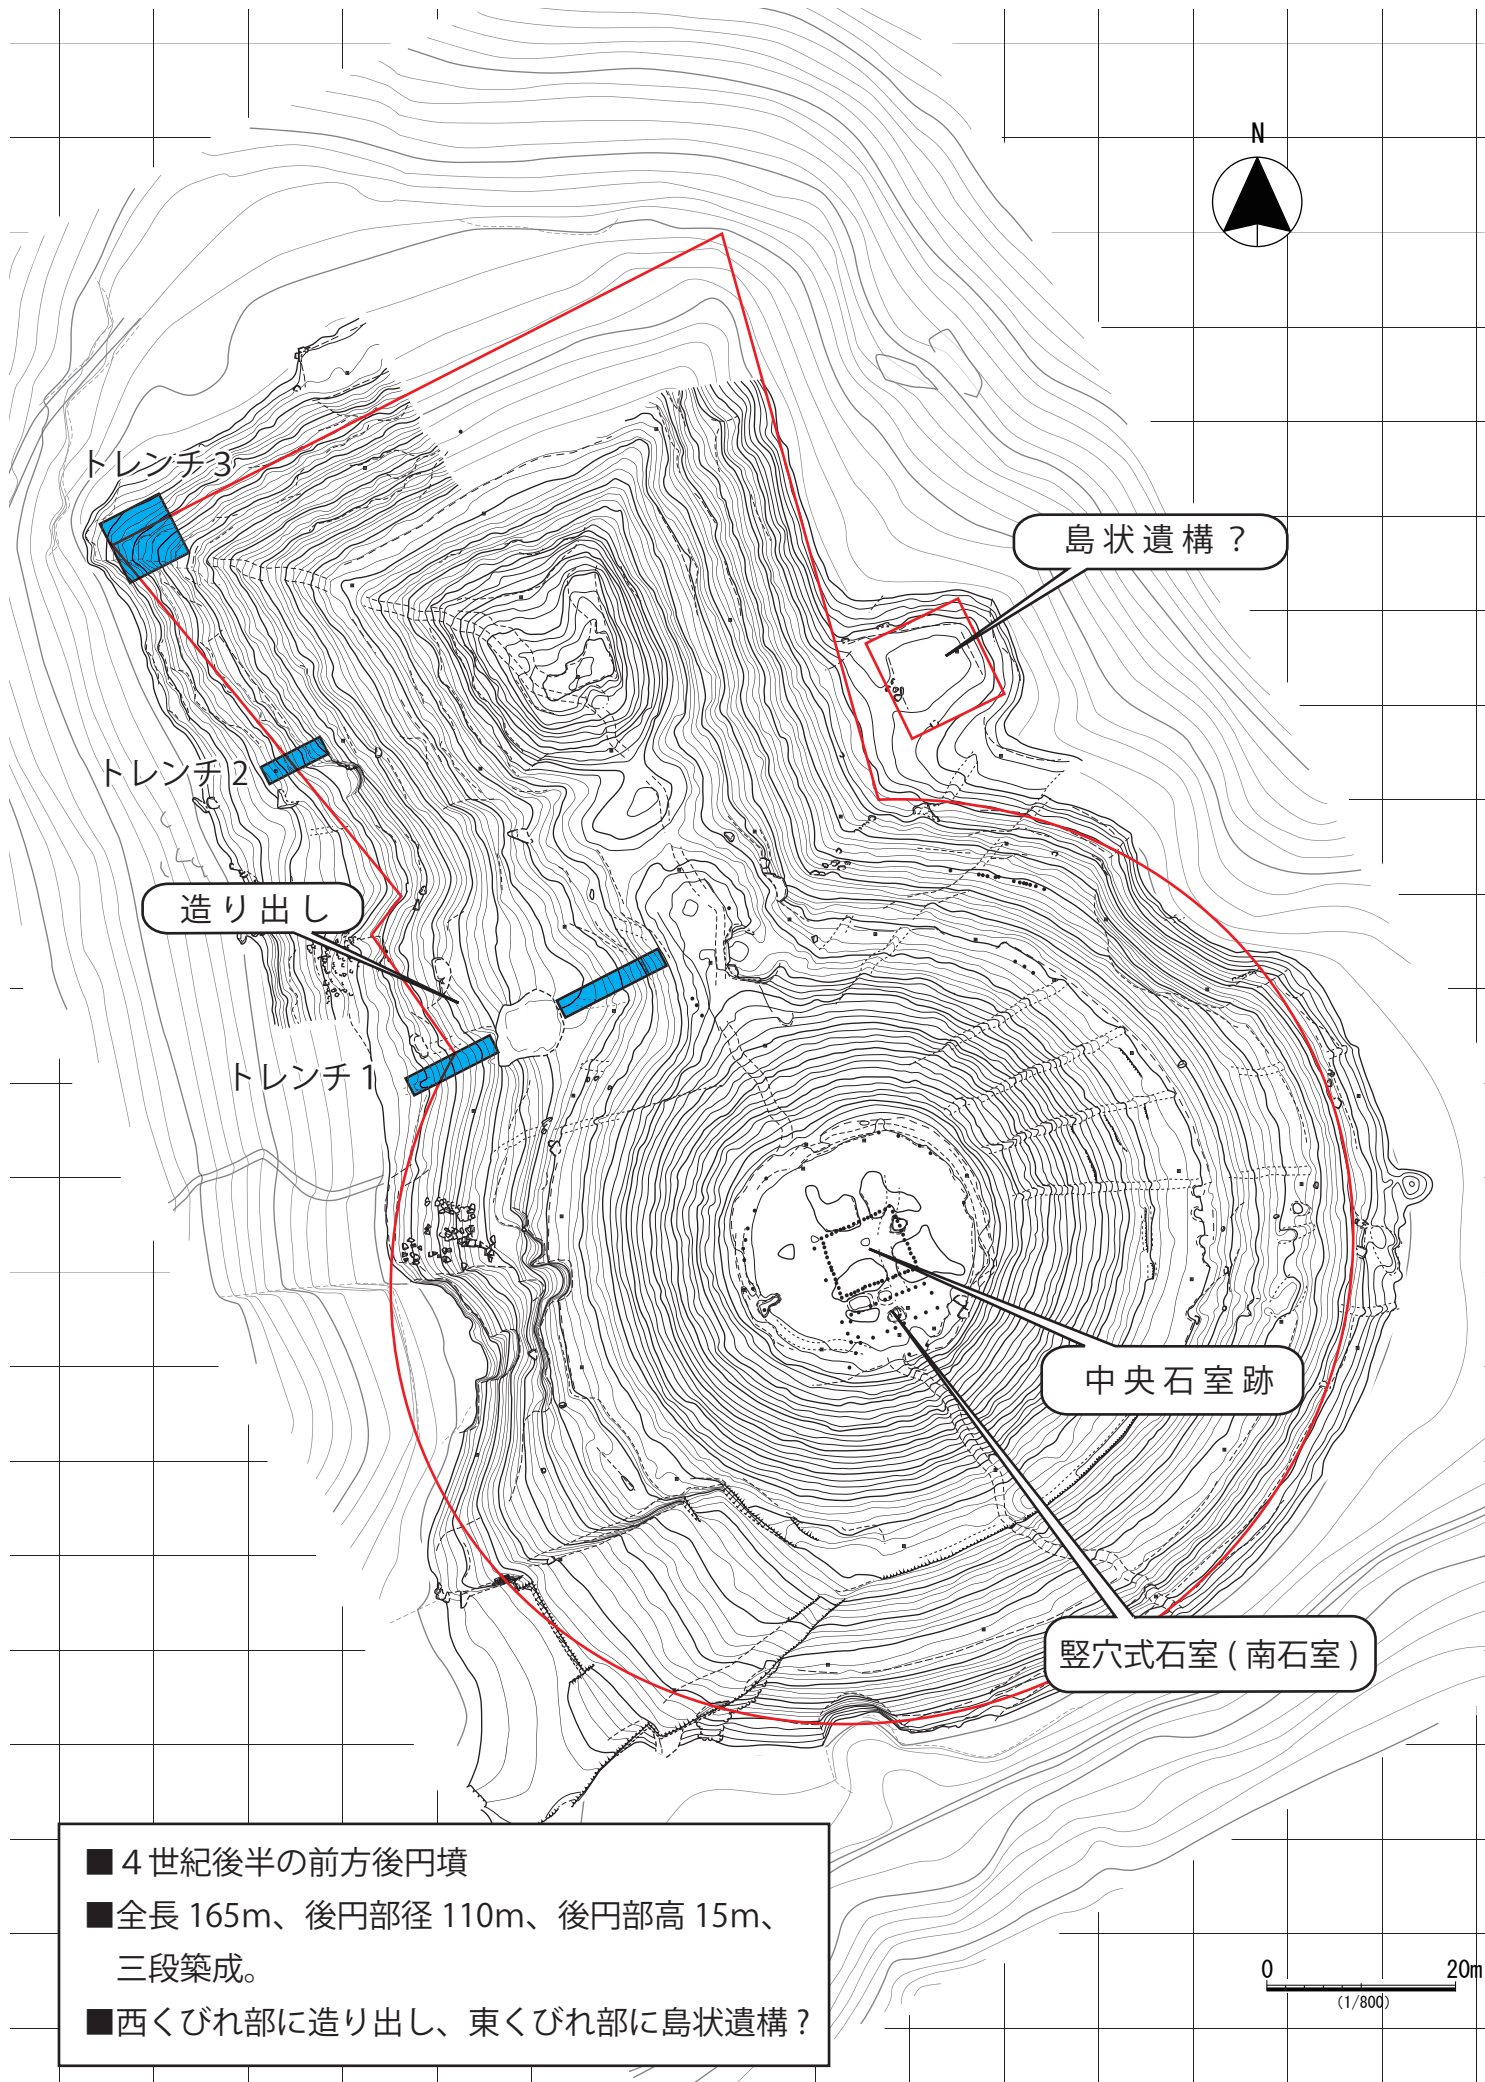 N
トレンチ 3
島状遺構？
トレンチ 2
造り出し
トレンチ 1
中央石室跡
竪穴式石室 ( 南石室 )
■４世紀後半の前方後円墳
■全長 165m、後円部径 110m、後円部高 15m、
三段築成。
■西くびれ部に造り出し、東くびれ部に島状遺構？
0 20m
(1/800)